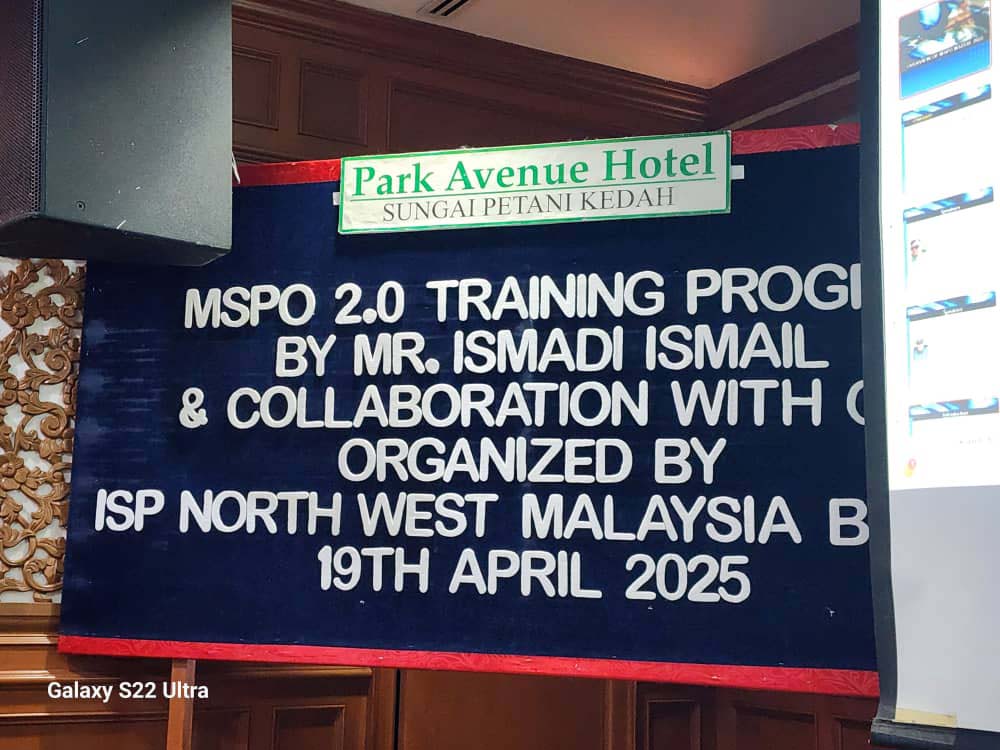 Park Avenue Hotel
SUNGAI PETANI KEDAH
MSPO 2.0 TRAINING PROG
BY MR. ISMADI ISMAIL
& COLLABORATION WITH
ORGANIZED BY
ISP NORTH WEST MALAYSIA B
19TH APRIL 2025
Galaxy S22 Ultra